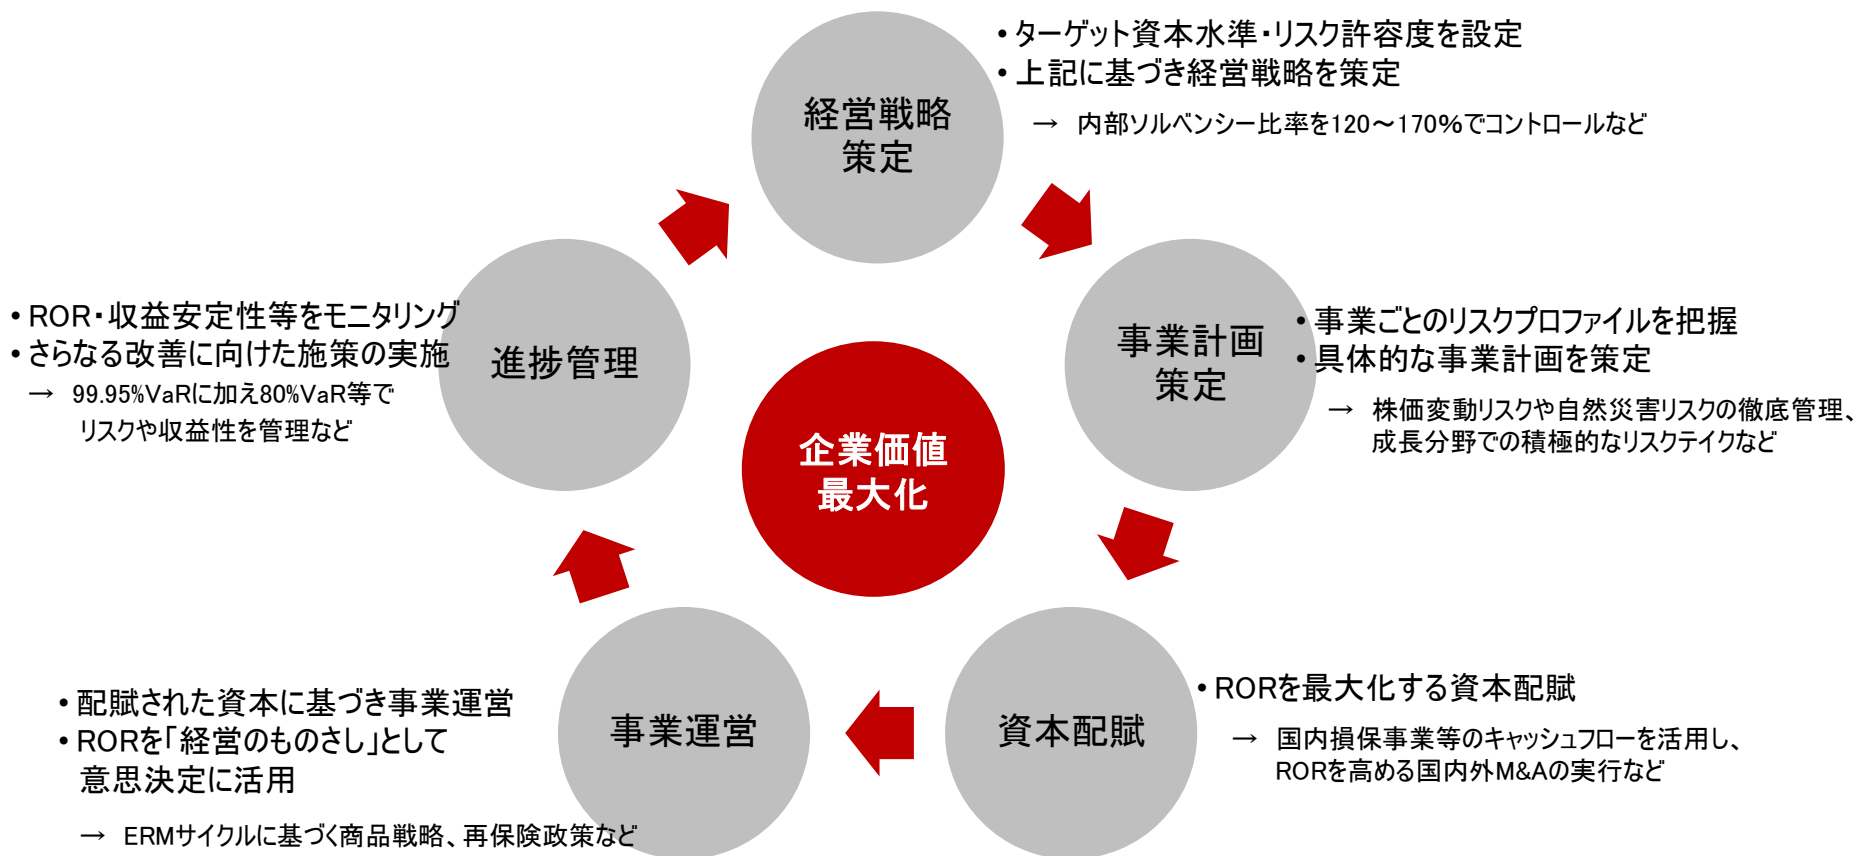 経営戦略
策定
• ターゲット資本水準・リスク許容度を設定
• 上記に基づき経営戦略を策定
→ 内部ソルベンシー比率を120～170%でコントロールなど
事業計画
策定
• 事業ごとのリスクプロファイルを把握
• 具体的な事業計画を策定
→ 株価変動リスクや自然災害リスクの徹底管理、
成長分野での積極的なリスクテイクなど
資本配賦
• RORを最大化する資本配賦
→ 国内損保事業等のキャッシュフローを活用し、
RORを高める国内外M&Aの実行など
事業運営
• 配賦された資本に基づき事業運営
• RORを「経営のものさし」として
意思決定に活用
→ ERMサイクルに基づく商品戦略、再保険政策など
進捗管理
• ROR・収益安定性等をモニタリング
• さらなる改善に向けた施策の実施
→ 99.95%VaRに加え80%VaR等で
リスクや収益性を管理など
企業価値
最大化